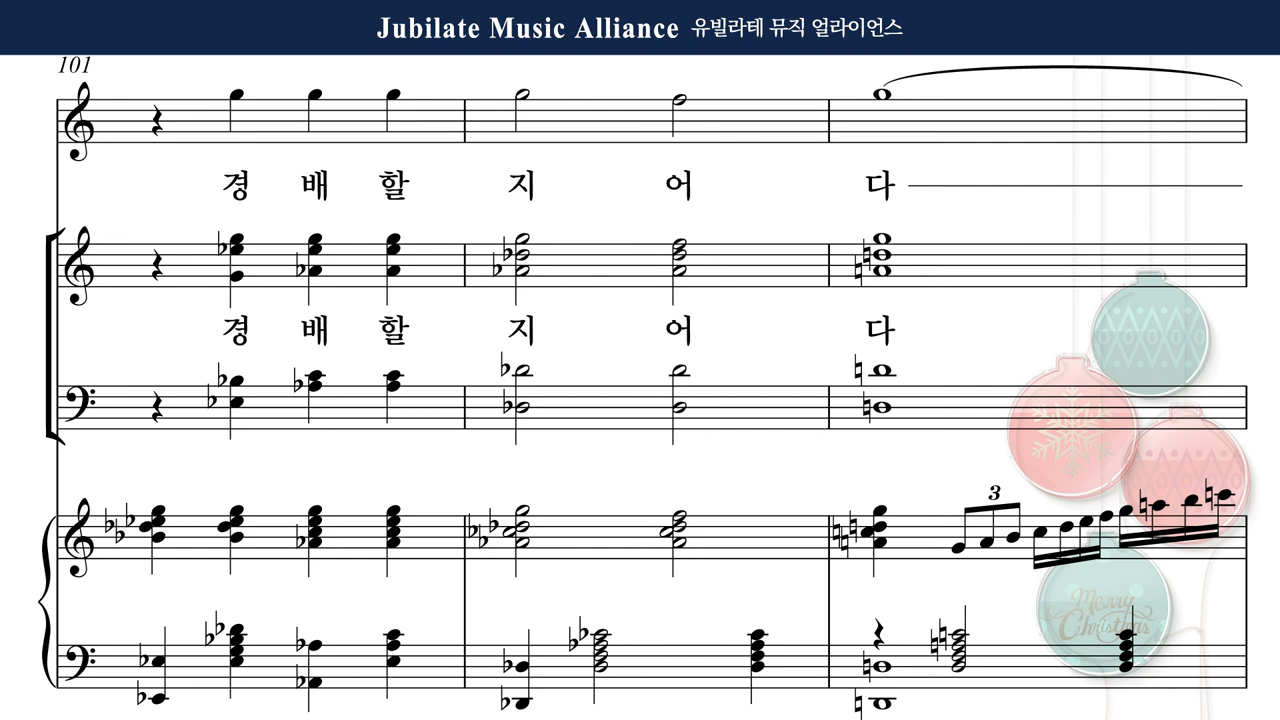 Jubilate Music Alliance 유빌라테 뮤직 얼라이언스
101
경 배 할 지 어 다
경 배 할 지 어 다
3
Merry
Christmas